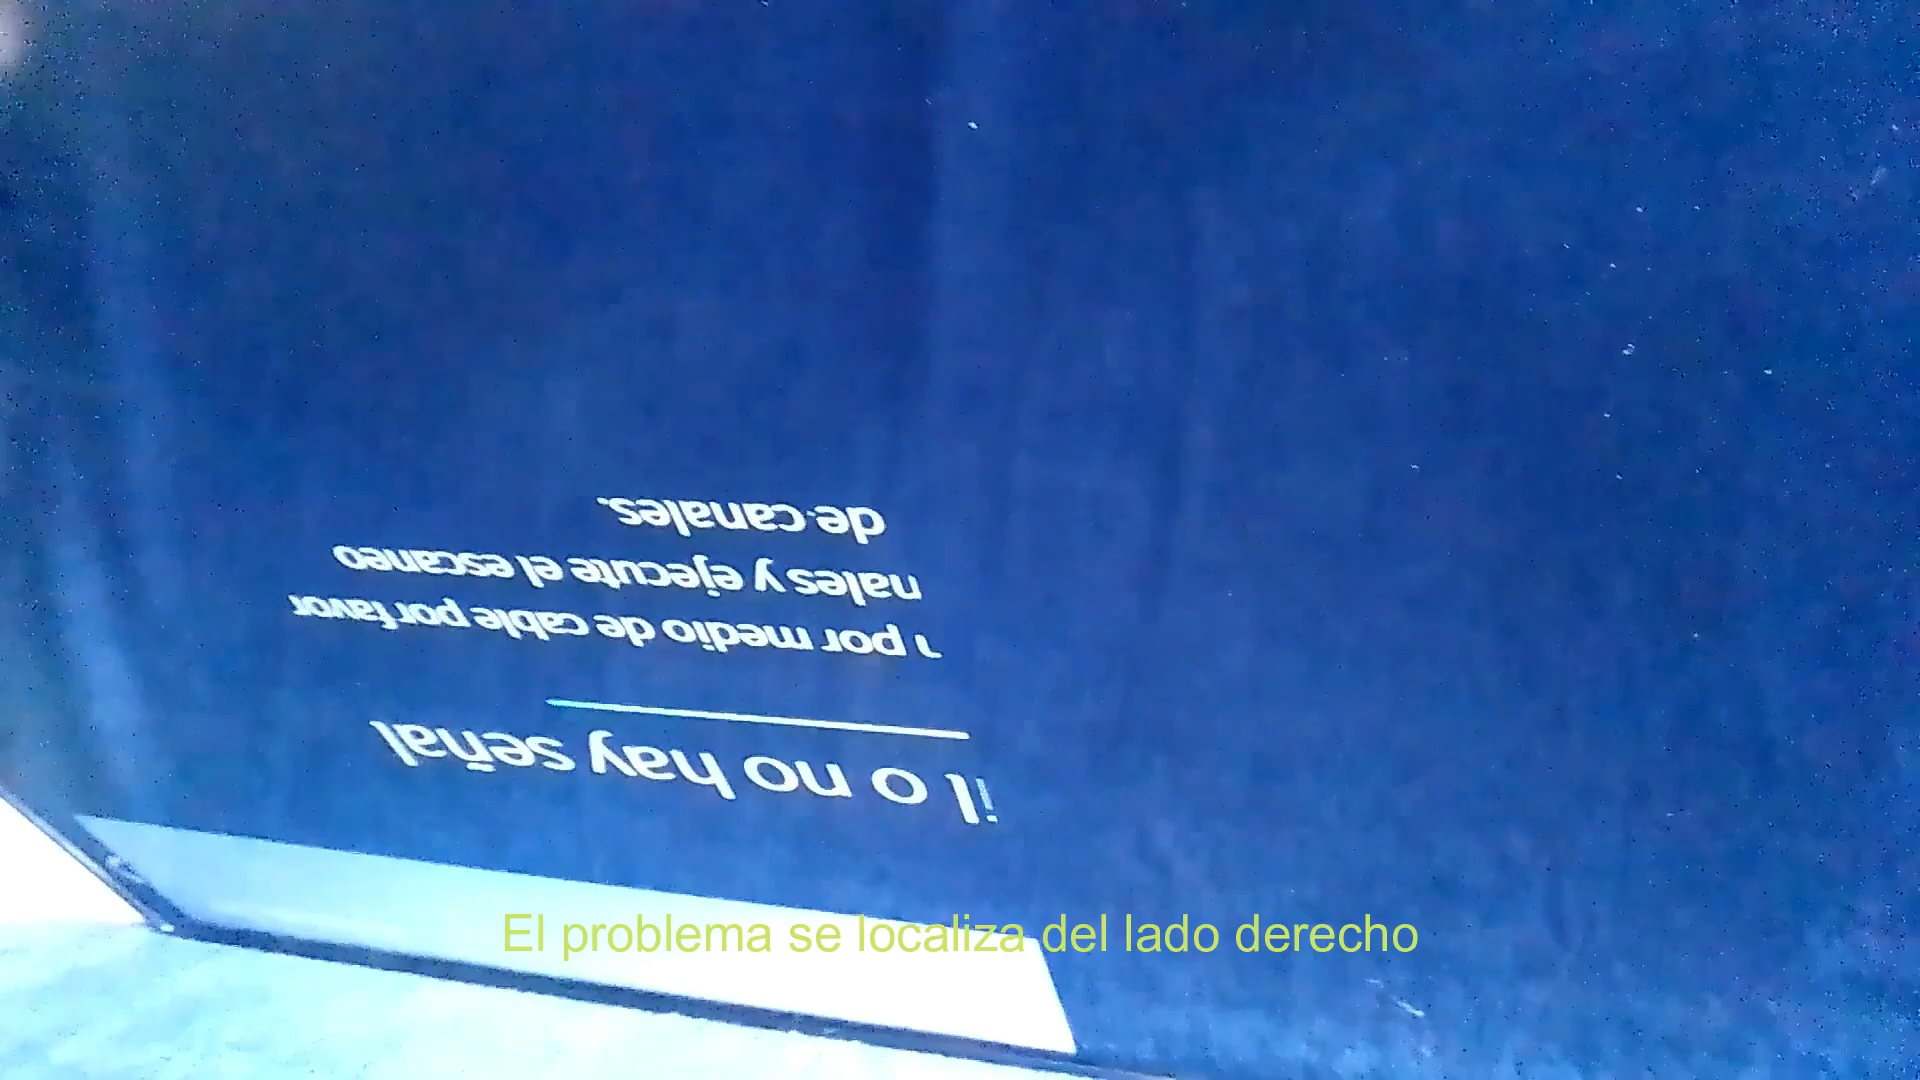 il o no hay señal
por medio de cable por favor
nales y ejecute el escaneo
de canales.
El problema se localiza del lado derecho